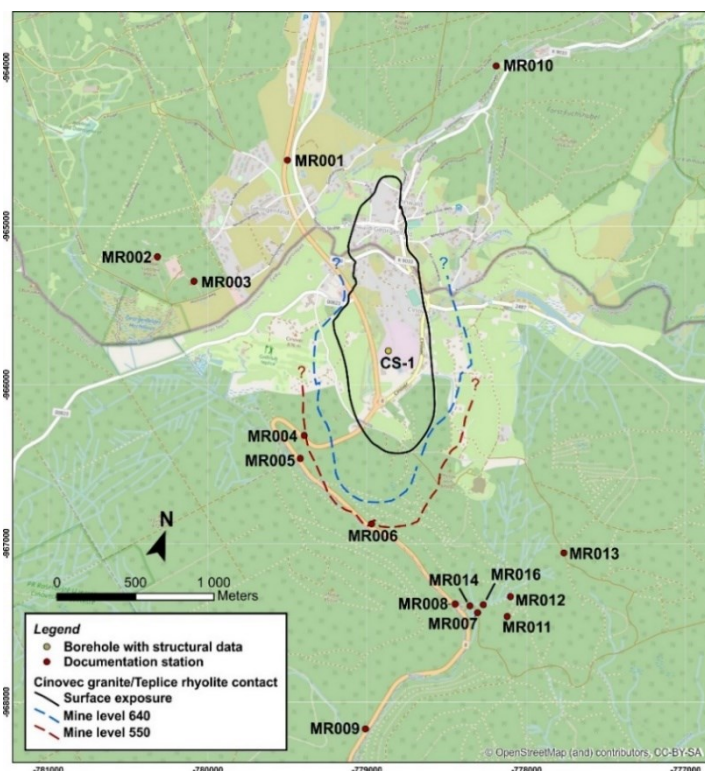 MR010
MR001
MR002
MR003
?
?
CS-1
?
?
MR004
MR005
MR006
N
MR013
MR014
MR016
MR008
MR012
MR007
MR011
0 500 1 000
Meters
Legend
Borehole with structural data
Documentation station
Cinovec granite/Teplice rhyolite contact
Surface exposure
Mine level 640
Mine level 550
MR009
© OpenStreetMap (and) contributors, CC-BY-SA
-964000
-965000
-966000
-967000
-968000
-781000
-780000
-779000
-778000
-777000